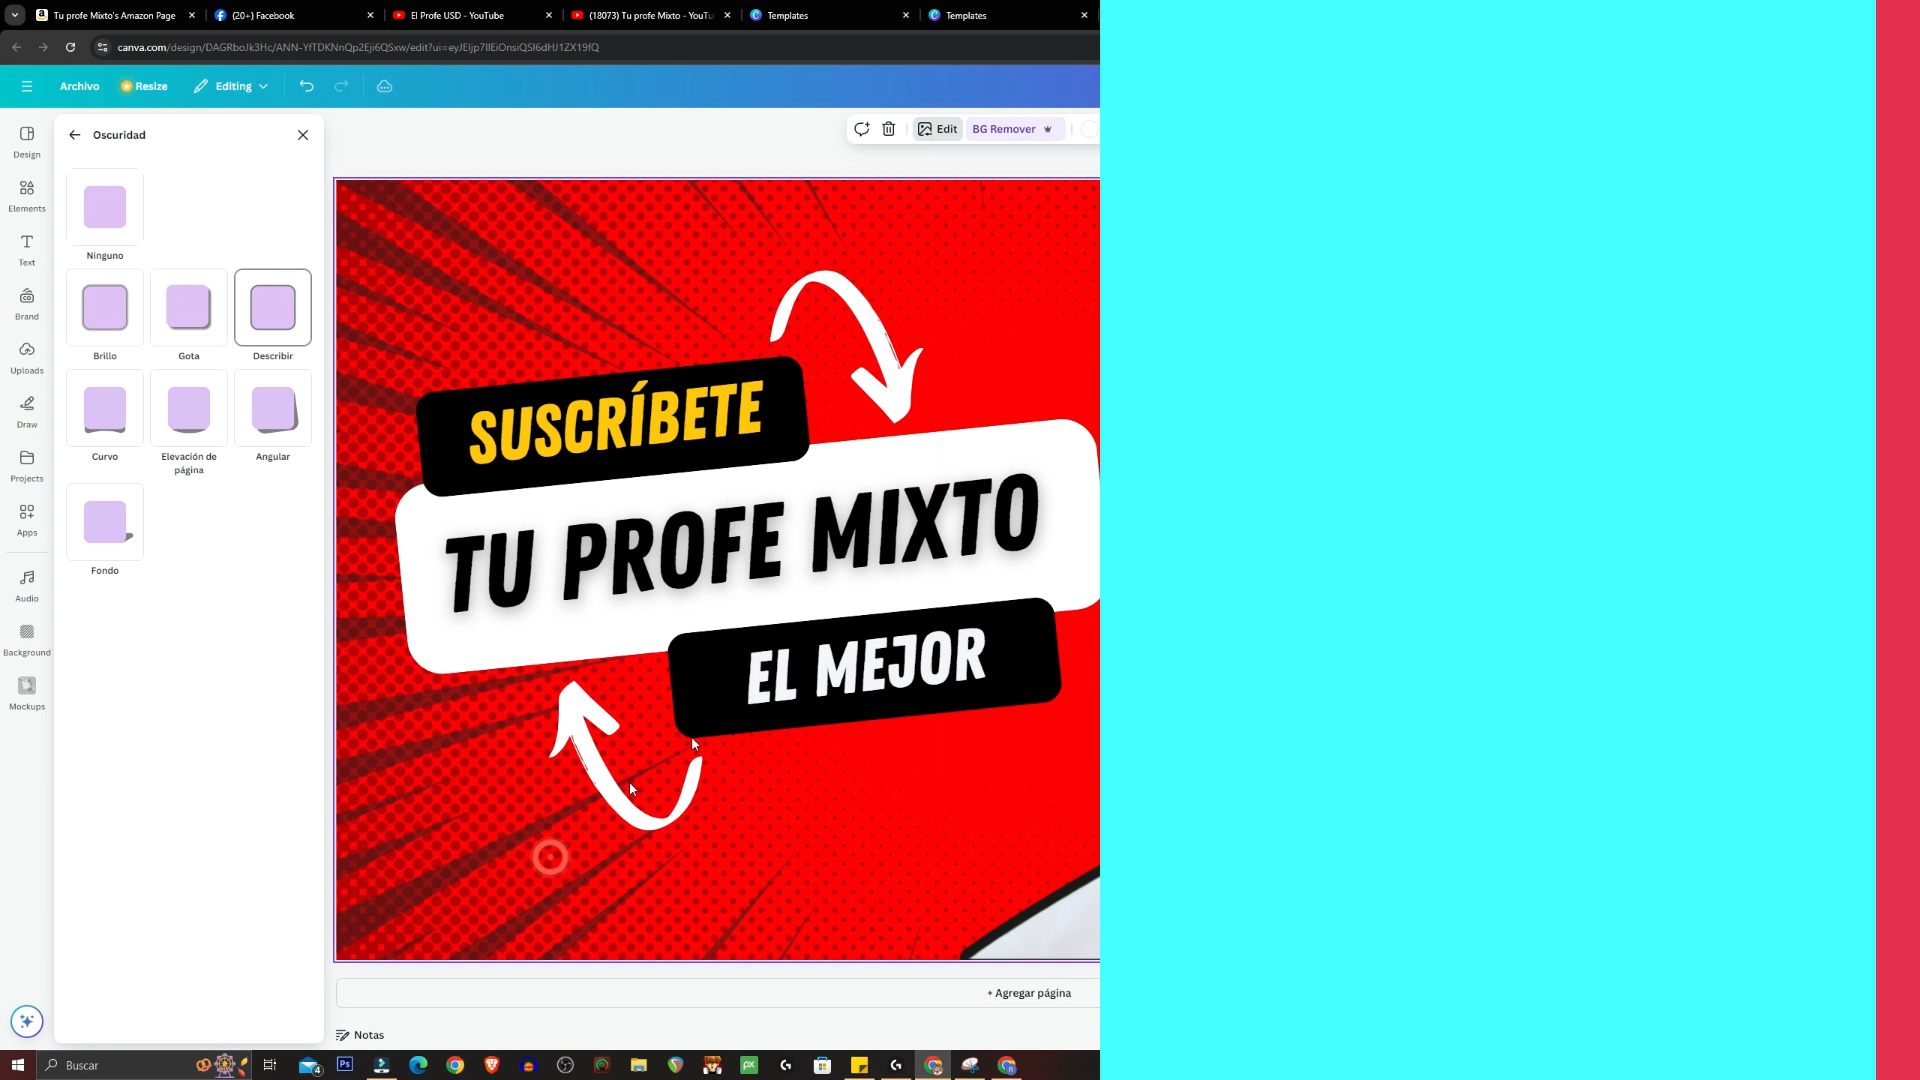 Tu profe Mixto's Amazon Page
(20+) Facebook
El Profe USD - YouTube
(18073) Tu profe Mixto - YouTu
Templates
Templates
canva.com/design/DAGRboJk3Hc/ANN-YfTDKNnQp2Eji6QSxw/edit?ui=eyJEIjp7IlEiOnsiQSI6dHJ1ZX19fQ
Archivo
Resize
Editing
Oscuridad
Edit
BG Remover
Design
Elements
Text
Brand
Uploads
Draw
Projects
Apps
Audio
Background
Mockups
Ninguno
Brillo
Gota
Describir
Curvo
Elevación de página
Angular
Fondo
SUSCRÍBETE
TU PROFE MIXTO
EL MEJOR
+ Agregar página
Notas
Buscar
4
Ps